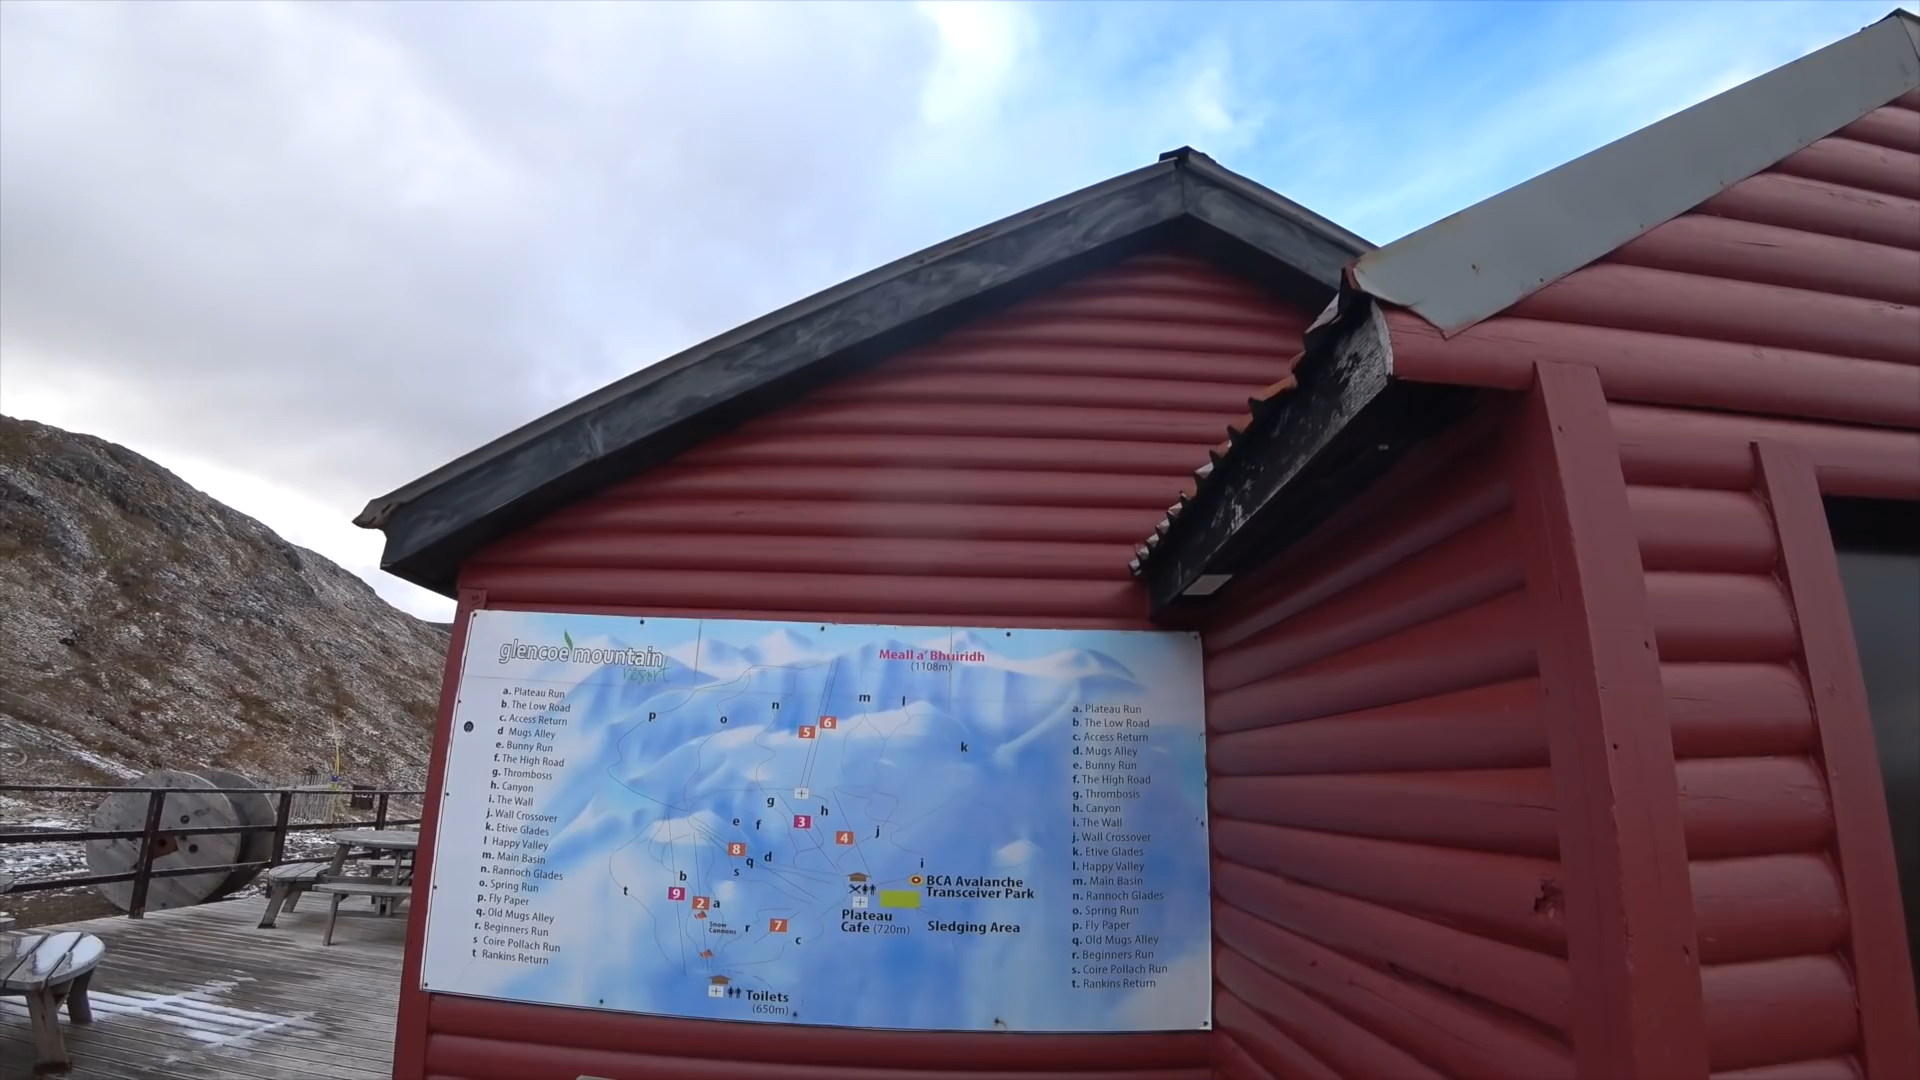 glencoe mountain
resort
Meall a' Bhuiridh
(1108m)
a. Plateau Run
b. The Low Road
c. Access Return
d Mugs Alley
e. Bunny Run
f. The High Road
g. Thrombosis
h. Canyon
i. The Wall
j. Wall Crossover
k. Etive Glades
l Happy Valley
m. Main Basin
n. Rannoch Glades
o. Spring Run
p. Fly Paper
q. Old Mugs Alley
r. Beginners Run
s Coire Pollach Run
t Rankins Return
p
o
n
m
l
k
6
5
g
h
3
4
j
e
f
8
q
d
s
i
b
t
9
2
a
r
7
c
Snow
Cannons
BCA Avalanche
Transceiver Park
Plateau
Cafe (720m)
Sledging Area
Toilets
(650m)
a. Plateau Run
b. The Low Road
c. Access Return
d. Mugs Alley
e. Bunny Run
f. The High Road
g. Thrombosis
h. Canyon
i. The Wall
j. Wall Crossover
k. Etive Glades
l. Happy Valley
m. Main Basin
n. Rannoch Glades
o. Spring Run
p. Fly Paper
q. Old Mugs Alley
r. Beginners Run
s. Coire Pollach Run
t. Rankins Return